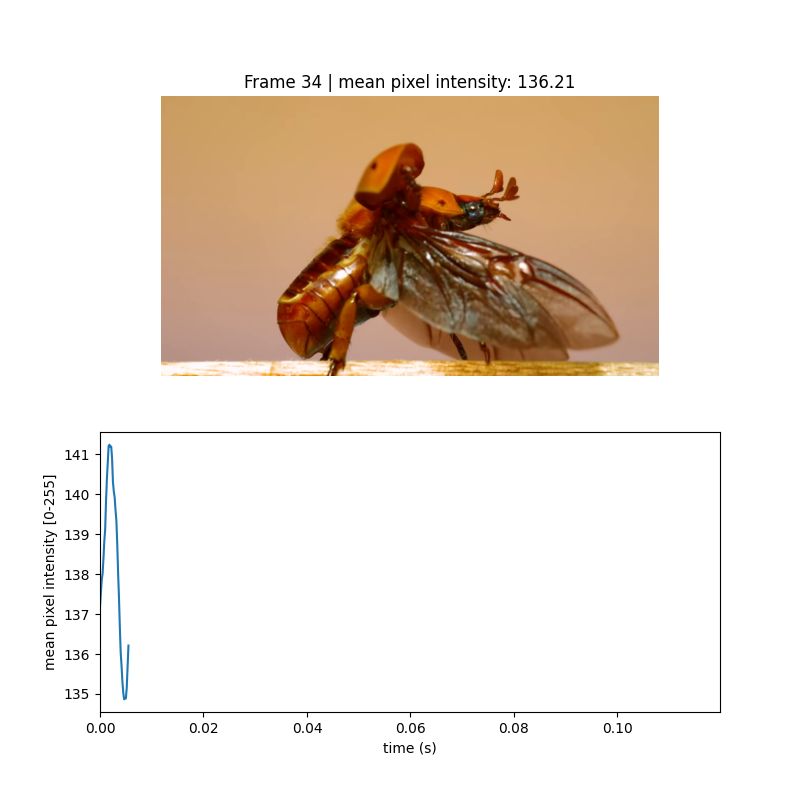 Frame 34 | mean pixel intensity: 136.21
141
140
139
138
137
136
135
mean pixel intensity [0-255]
0.00 0.02 0.04 0.06 0.08 0.10
time (s)